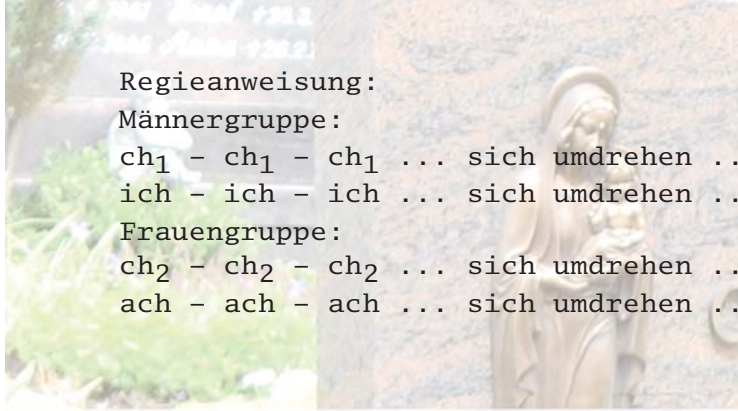 Regieanweisung:
Männergruppe:
ch₁ – ch₁ – ch₁ ... sich umdrehen ..
ich – ich – ich ... sich umdrehen ..
Frauengruppe:
ch₂ – ch₂ – ch₂ ... sich umdrehen ..
ach – ach – ach ... sich umdrehen ..